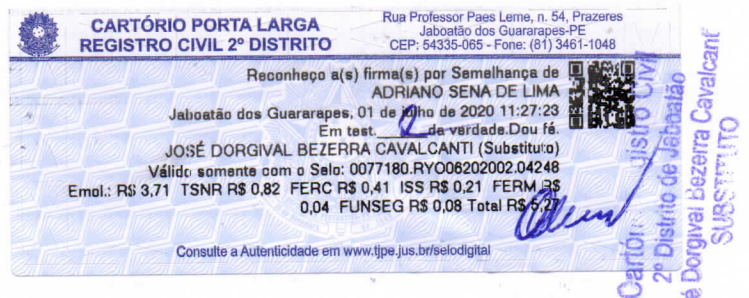 CARTÓRIO PORTA LARGA
REGISTRO CIVIL 2º DISTRITO
Rua Professor Paes Leme, n. 54, Prazeres
Jaboatão dos Guararapes-PE
CEP: 54335-065 - Fone: (81) 3461-1048
Reconheço a(s) firma(s) por Semelhança de
ADRIANO SENA DE LIMA
Jaboatão dos Guararapes, 01 de julho de 2020 11:27:23
Em test. da verdade.Dou fé.
JOSÉ DORGIVAL BEZERRA CAVALCANTI (Substituto)
Válido somente com o Selo: 0077180.RYO06202002.04248
Emol.: R$ 3,71 TSNR R$ 0,82 FERC R$ 0,41 ISS R$ 0,21 FERM R$
0,04 FUNSEG R$ 0,08 Total R$ 5,27
Consulte a Autenticidade em www.tjpe.jus.br/selodigital
Civil
2º Distrito de Jaboatão
é Dorgival Bezerra Cavalcant
SUBSTITUTO